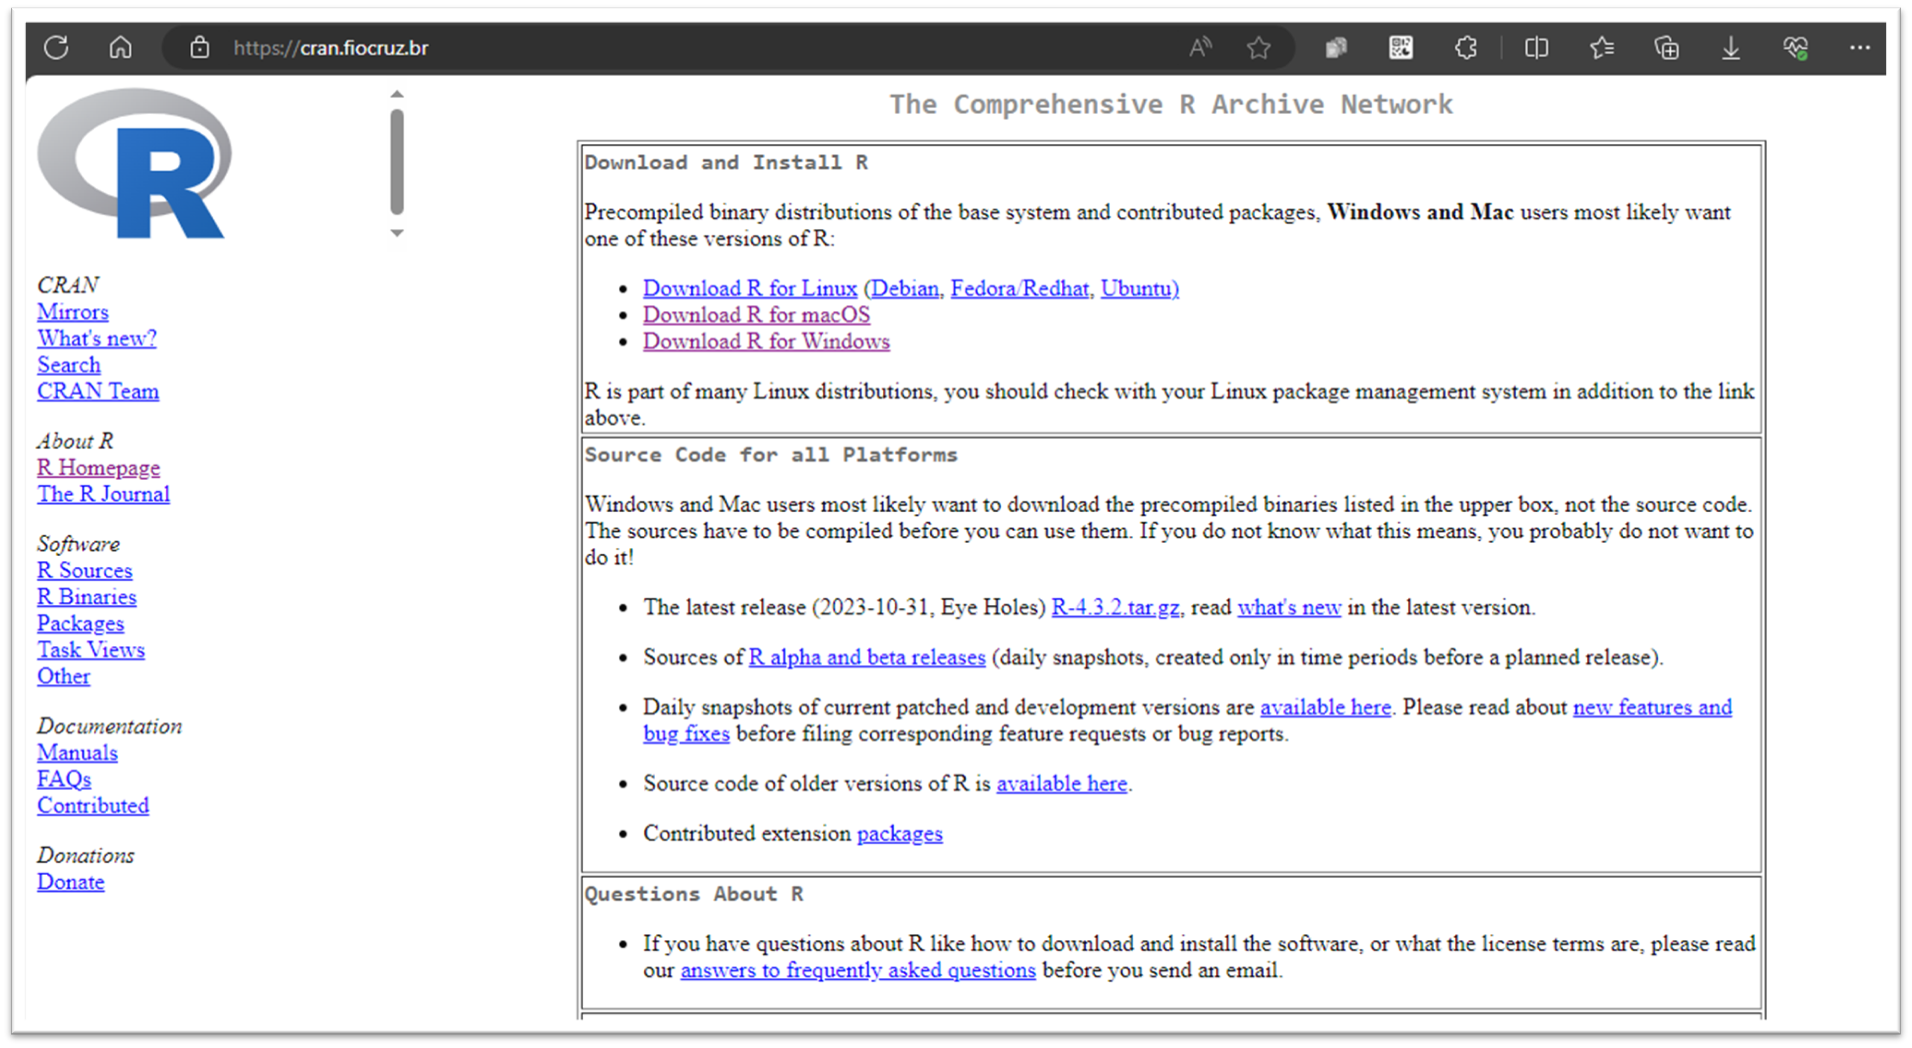 https://cran.fiocruz.br
R
CRAN
Mirrors
What's new?
Search
CRAN Team
About R
R Homepage
The R Journal
Software
R Sources
R Binaries
Packages
Task Views
Other
Documentation
Manuals
FAQs
Contributed
Donations
Donate
The Comprehensive R Archive Network
Download and Install R
Precompiled binary distributions of the base system and contributed packages, Windows and Mac users most likely want
one of these versions of R:
• Download R for Linux (Debian, Fedora/Redhat, Ubuntu)
• Download R for macOS
• Download R for Windows
R is part of many Linux distributions, you should check with your Linux package management system in addition to the link
above.
Source Code for all Platforms
Windows and Mac users most likely want to download the precompiled binaries listed in the upper box, not the source code.
The sources have to be compiled before you can use them. If you do not know what this means, you probably do not want to
do it!
• The latest release (2023-10-31, Eye Holes) R-4.3.2.tar.gz, read what's new in the latest version.
• Sources of R alpha and beta releases (daily snapshots, created only in time periods before a planned release).
• Daily snapshots of current patched and development versions are available here. Please read about new features and
bug fixes before filing corresponding feature requests or bug reports.
• Source code of older versions of R is available here.
• Contributed extension packages
Questions About R
• If you have questions about R like how to download and install the software, or what the license terms are, please read
our answers to frequently asked questions before you send an email.